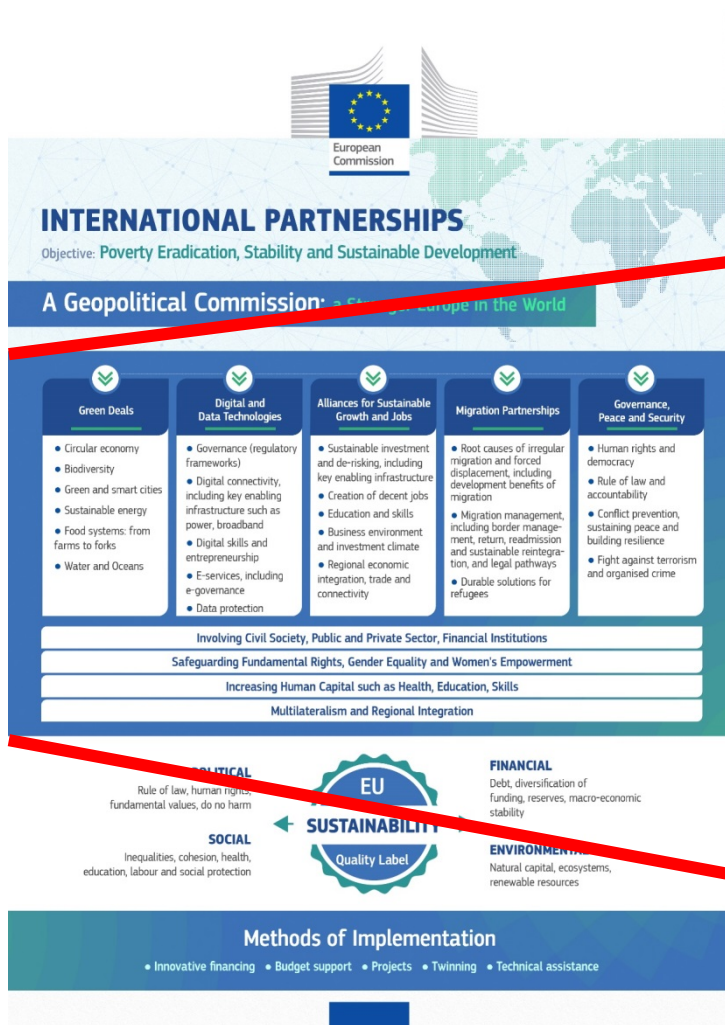 European
Commission
INTERNATIONAL PARTNERSHIPS
Objective: Poverty Eradication, Stability and Sustainable Development
A Geopolitical Commission: a Stronger Europe in the World
Green Deals
• Circular economy
• Biodiversity
• Green and smart cities
• Sustainable energy
• Food systems: from
farms to forks
• Water and Oceans
Digital and
Data Technologies
• Governance (regulatory
frameworks)
• Digital connectivity,
including key enabling
infrastructure such as
power, broadband
• Digital skills and
entrepreneurship
• E-services, including
e-governance
• Data protection
Alliances for Sustainable
Growth and Jobs
• Sustainable investment
and de-risking, including
key enabling infrastructure
• Creation of decent jobs
• Education and skills
• Business environment
and investment climate
• Regional economic
integration, trade and
connectivity
Migration Partnerships
• Root causes of irregular
migration and forced
displacement, including
development benefits of
migration
• Migration management,
including border manage-
ment, return, readmission
and sustainable reintegra-
tion, and legal pathways
• Durable solutions for
refugees
Governance,
Peace and Security
• Human rights and
democracy
• Rule of law and
accountability
• Conflict prevention,
sustaining peace and
building resilience
• Fight against terrorism
and organised crime
Involving Civil Society, Public and Private Sector, Financial Institutions
Safeguarding Fundamental Rights, Gender Equality and Women's Empowerment
Increasing Human Capital such as Health, Education, Skills
Multilateralism and Regional Integration
POLITICAL
Rule of law, human rights,
fundamental values, do no harm
SOCIAL
Inequalities, cohesion, health,
education, labour and social protection
EU
SUSTAINABILITY
Quality Label
FINANCIAL
Debt, diversification of
funding, reserves, macro-economic
stability
ENVIRONMENTAL
Natural capital, ecosystems,
renewable resources
Methods of Implementation
• Innovative financing • Budget support • Projects • Twinning • Technical assistance